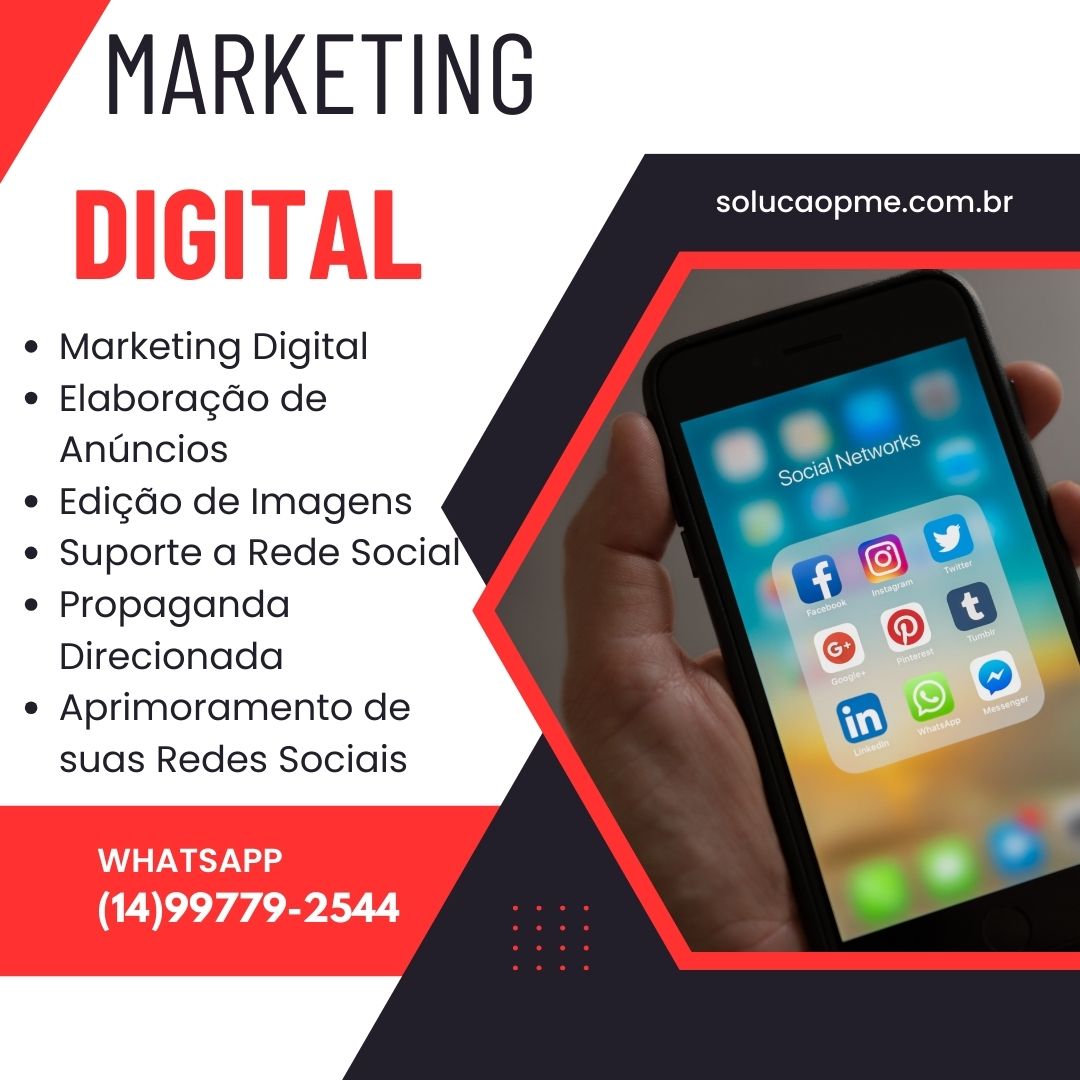 MARKETING
DIGITAL
solucaopme.com.br
• Marketing Digital
• Elaboração de
Anúncios
• Edição de Imagens
• Suporte a Rede Social
• Propaganda
Direcionada
• Aprimoramento de
suas Redes Sociais
WHATSAPP
(14)99779-2544
Social Networks
Facebook
Instagram
Twitter
Google+
Pinterest
Tumblr
LinkedIn
WhatsApp
Messenger